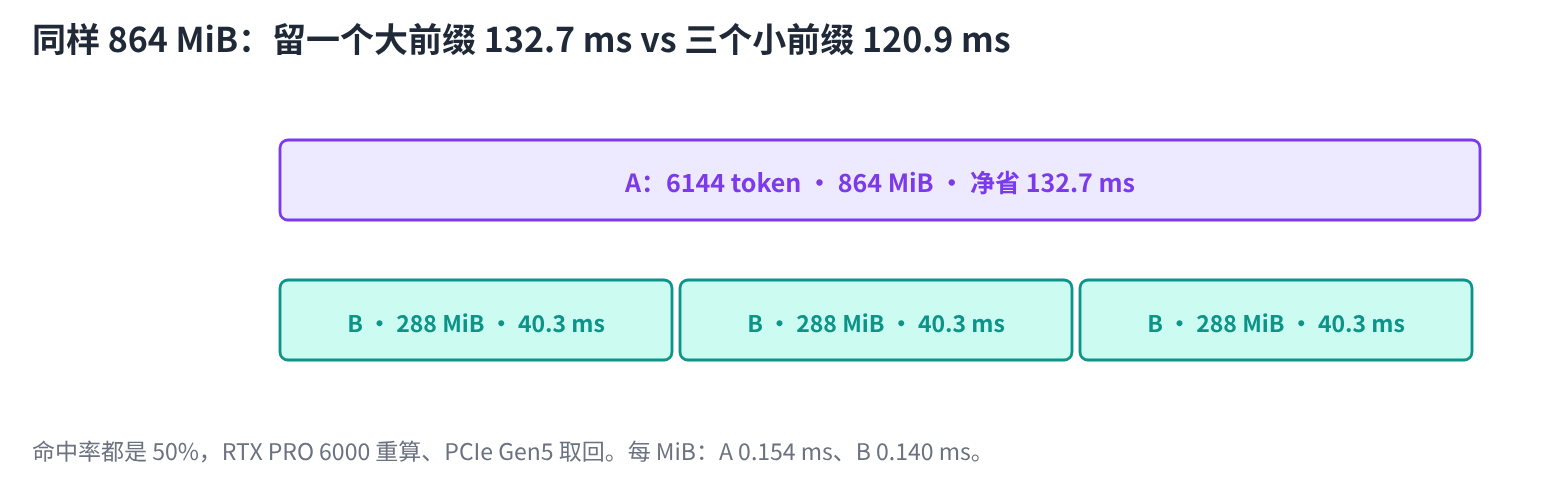 同样 864 MiB：留一个大前缀 132.7 ms vs 三个小前缀 120.9 ms
A：6144 token · 864 MiB · 净省 132.7 ms
B · 288 MiB · 40.3 ms
B · 288 MiB · 40.3 ms
B · 288 MiB · 40.3 ms
命中率都是 50%，RTX PRO 6000 重算、PCIe Gen5 取回。每 MiB：A 0.154 ms、B 0.140 ms。